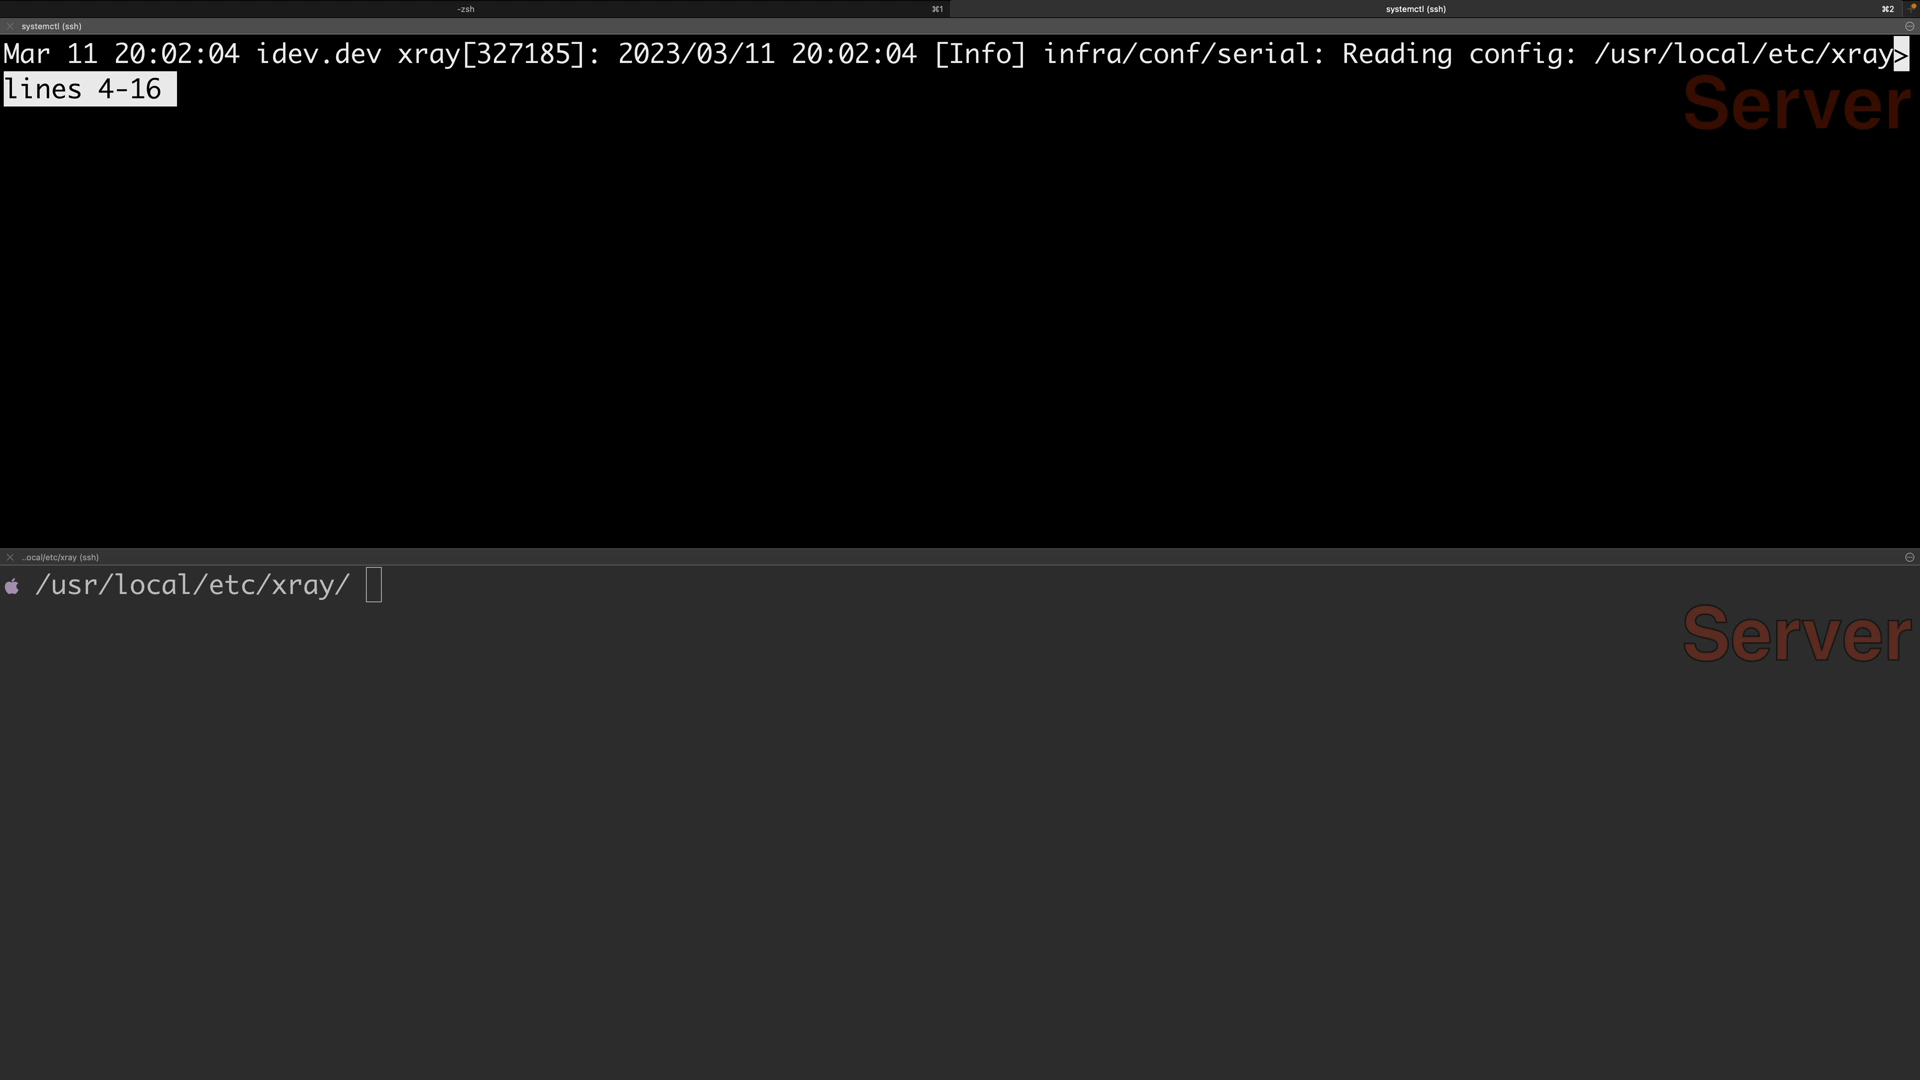 -zsh ⌘1 systemctl (ssh) ⌘2
systemctl (ssh)
Mar 11 20:02:04 idev.dev xray[327185]: 2023/03/11 20:02:04 [Info] infra/conf/serial: Reading config: /usr/local/etc/xray>
lines 4-16
Server
..ocal/etc/xray (ssh)
/usr/local/etc/xray/
Server